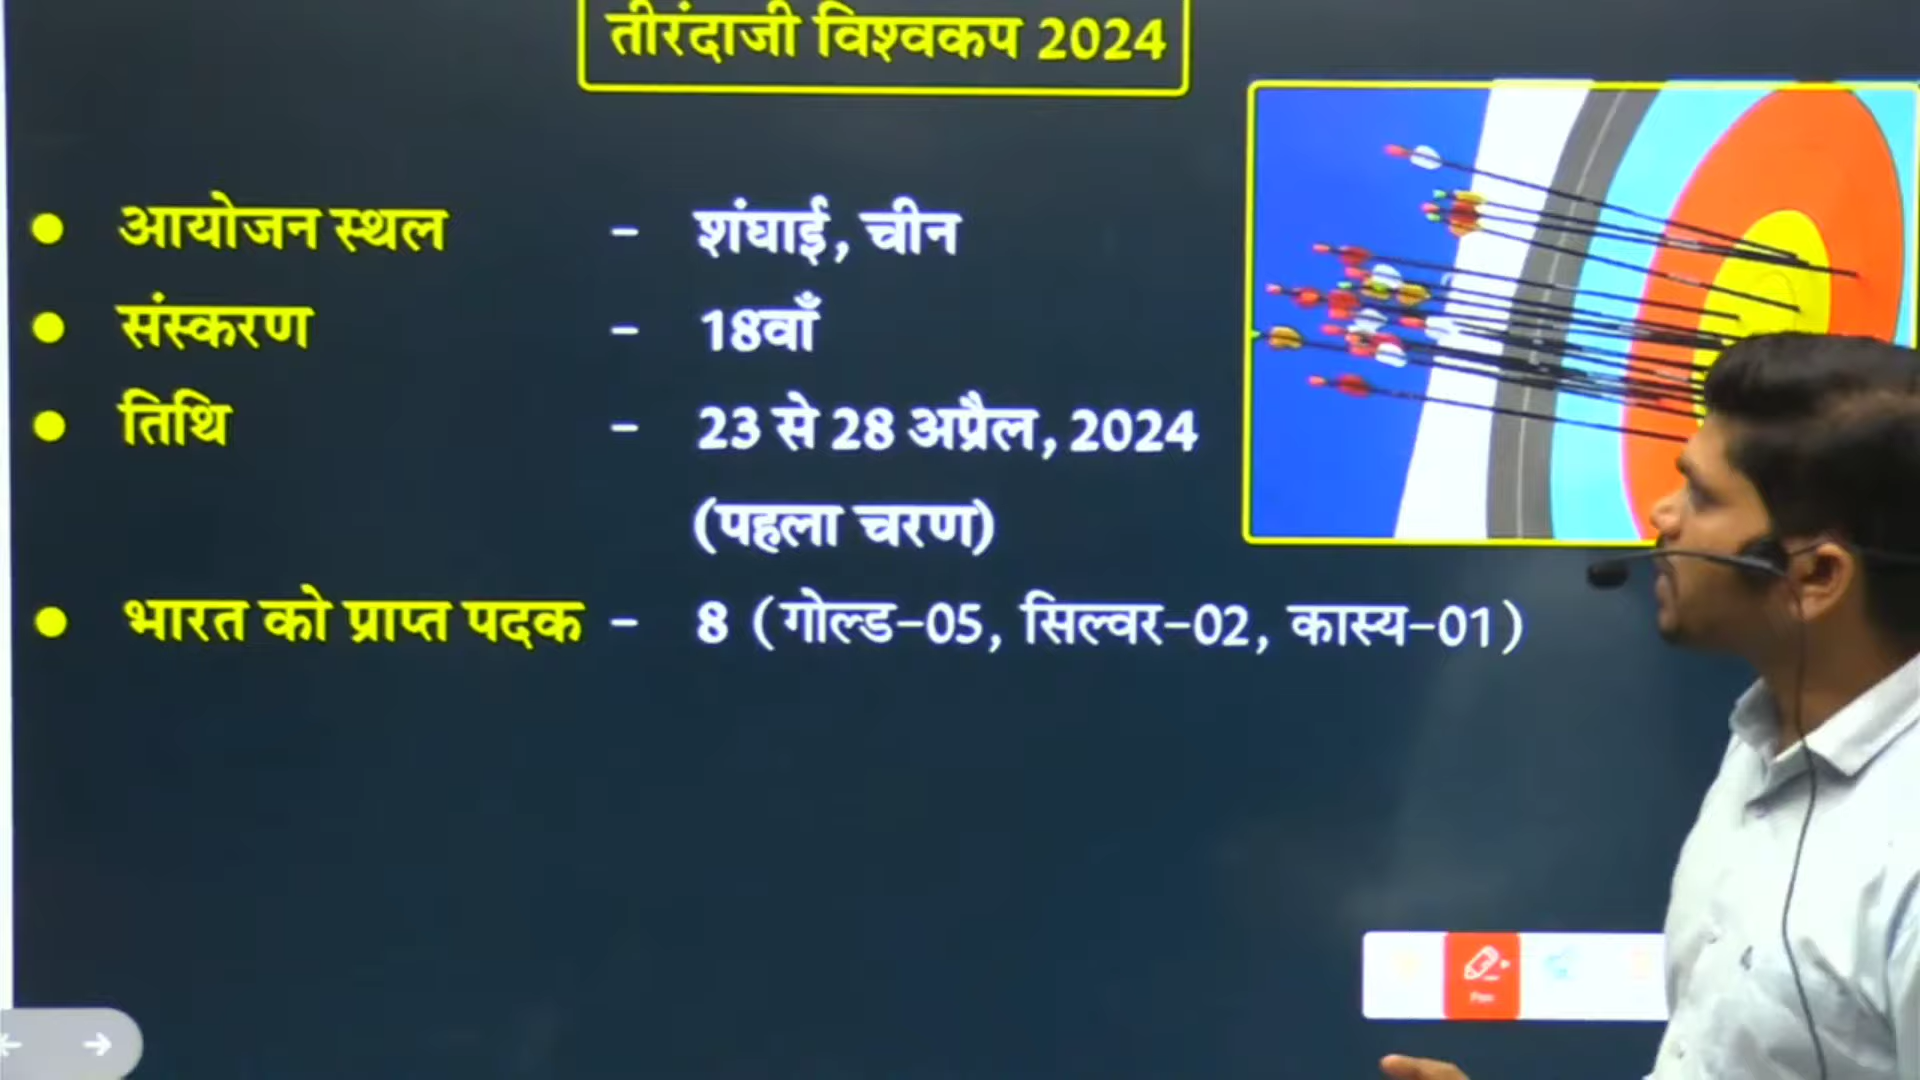 तीरंदाजी विश्वकप 2024
आयोजन स्थल - शंघाई, चीन
संस्करण - 18वाँ
तिथि - 23 से 28 अप्रैल, 2024
(पहला चरण)
भारत को प्राप्त पदक - 8 (गोल्ड-05, सिल्वर-02, कास्य-01)
Pen